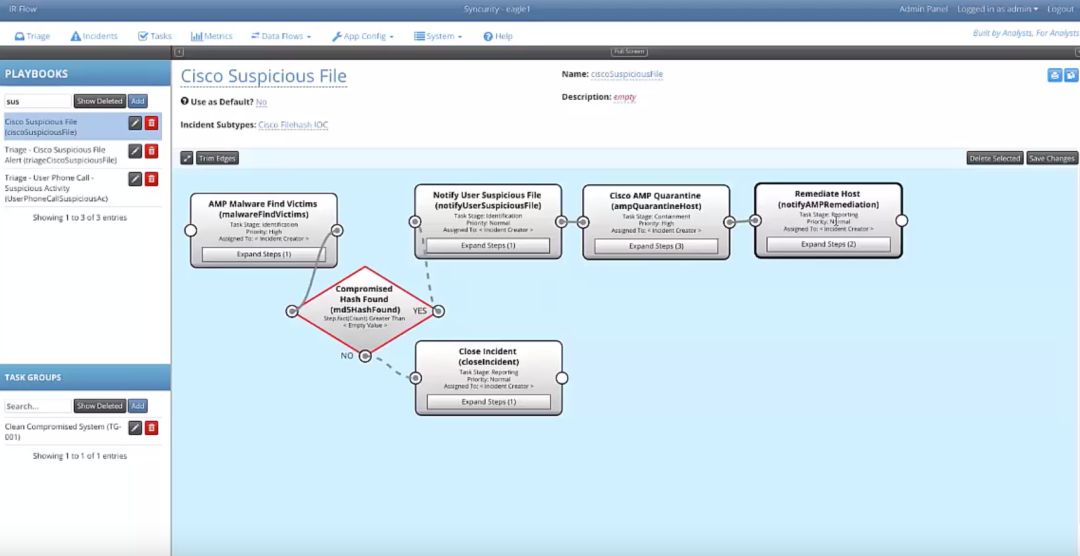 IR Flow
Syncurity - eagle1
Admin Panel Logged in as admin Logout
Triage Incidents Tasks Metrics Data Flows App Config System Help
Built by Analysts, For Analysts
Full Screen
PLAYBOOKS
sus Show Deleted Add
Cisco Suspicious File
(ciscoSuspiciousFile)
Triage - Cisco Suspicious File
Alert (triageCiscoSuspiciousFile)
Triage - User Phone Call -
Suspicious Activity
(UserPhoneCallSuspiciousAc)
Showing 1 to 3 of 3 entries
TASK GROUPS
Search... Show Deleted Add
Clean Compromised System (TG-
001)
Showing 1 to 1 of 1 entries
Cisco Suspicious File
Use as Default? No
Incident Subtypes: Cisco Filehash IOC
Name: ciscoSuspiciousFile
Description: empty
Trim Edges
Delete Selected Save Changes
AMP Malware Find Victims
(malwareFindVictims)
Task Stage: Identification
Priority: High
Assigned To: < Incident Creator >
Expand Steps (1)
Notify User Suspicious File
(notifyUserSuspiciousFile)
Task Stage: Identification
Priority: Normal
Assigned To: < Incident Creator >
Expand Steps (1)
Cisco AMP Quarantine
(ampQuarantineHost)
Task Stage: Containment
Priority: High
Assigned To: < Incident Creator >
Expand Steps (3)
Remediate Host
(notifyAMPRemediation)
Task Stage: Reporting
Priority: Normal
Assigned To: < Incident Creator >
Expand Steps (2)
Compromised
Hash Found
(md5HashFound)
Step.fact(Count) Greater Than
< Empty Value >
YES
NO
Close Incident
(closeIncident)
Task Stage: Reporting
Priority: Normal
Assigned To: < Incident Creator >
Expand Steps (1)